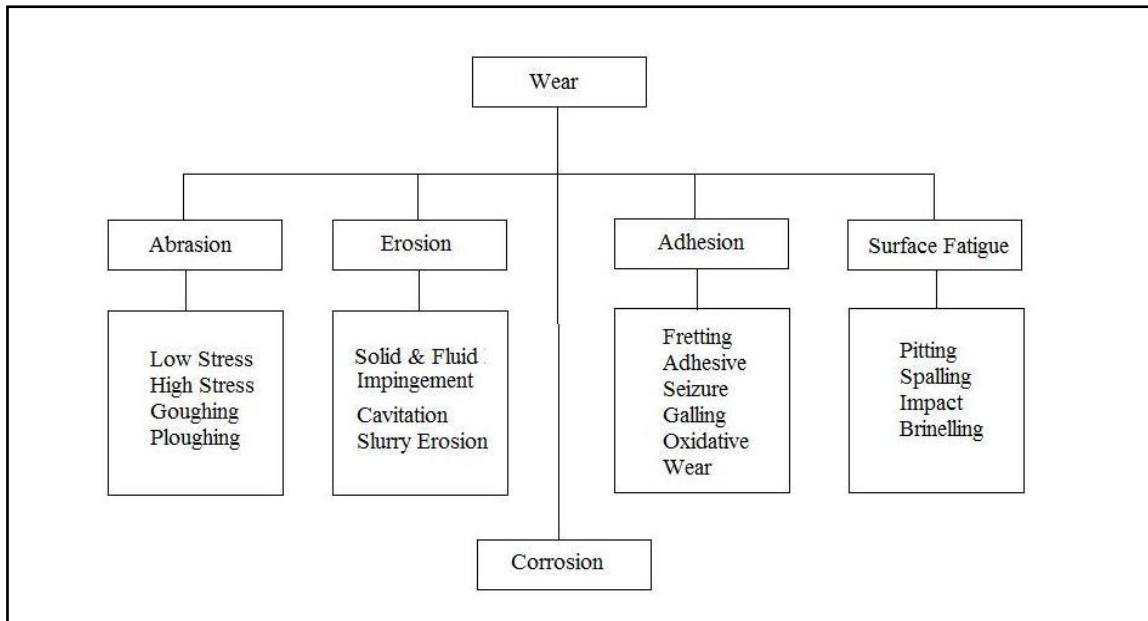 Wear
Abrasion
Erosion
Adhesion
Surface Fatigue
Low Stress
High Stress
Goughing
Ploughing
Solid & Fluid
Impingement
Cavitation
Slurry Erosion
Fretting
Adhesive
Seizure
Galling
Oxidative
Wear
Pitting
Spalling
Impact
Brinelling
Corrosion